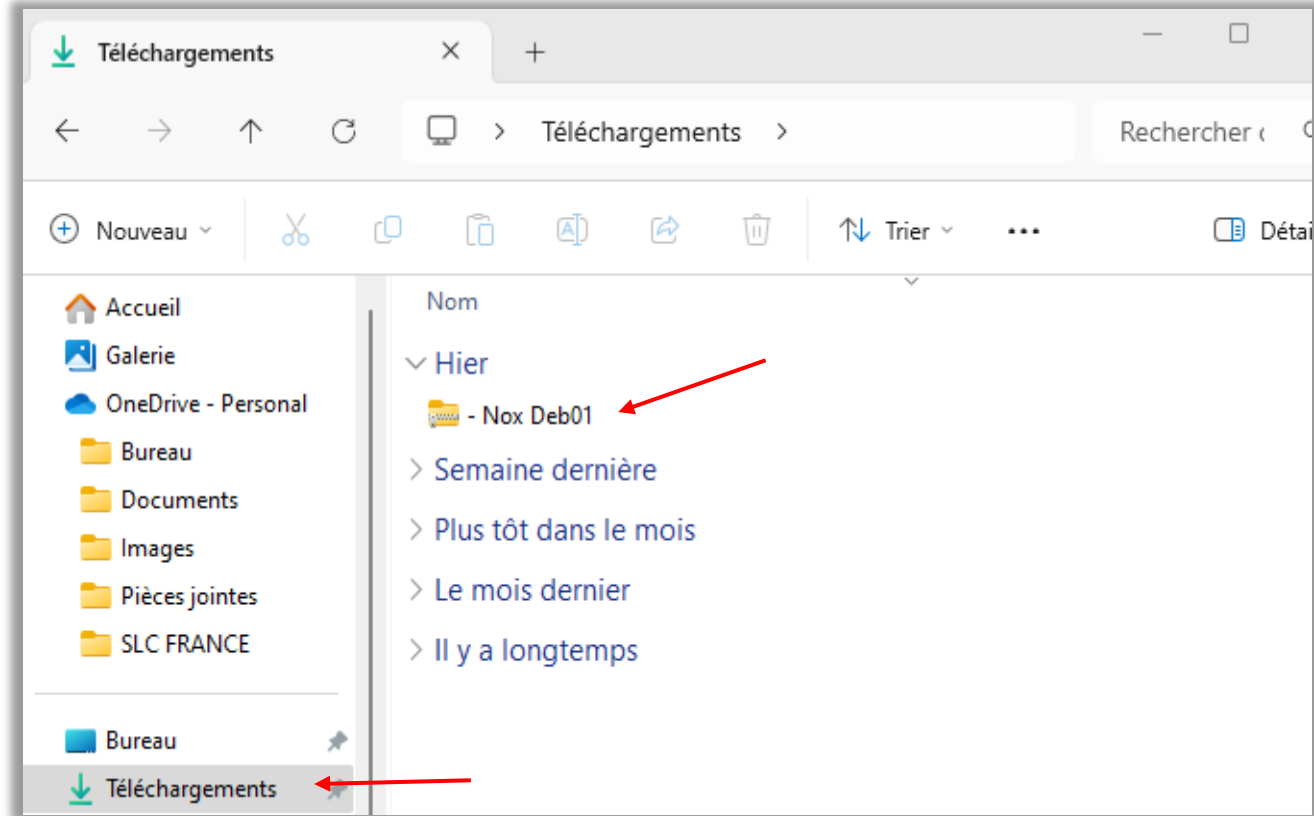 Téléchargements
Téléchargements
Rechercher
Nouveau
Trier
Nom
Accueil
Galerie
OneDrive - Personal
Bureau
Documents
Images
Pièces jointes
SLC FRANCE
Bureau
Téléchargements
Hier
- Nox Deb01
Semaine dernière
Plus tôt dans le mois
Le mois dernier
Il y a longtemps